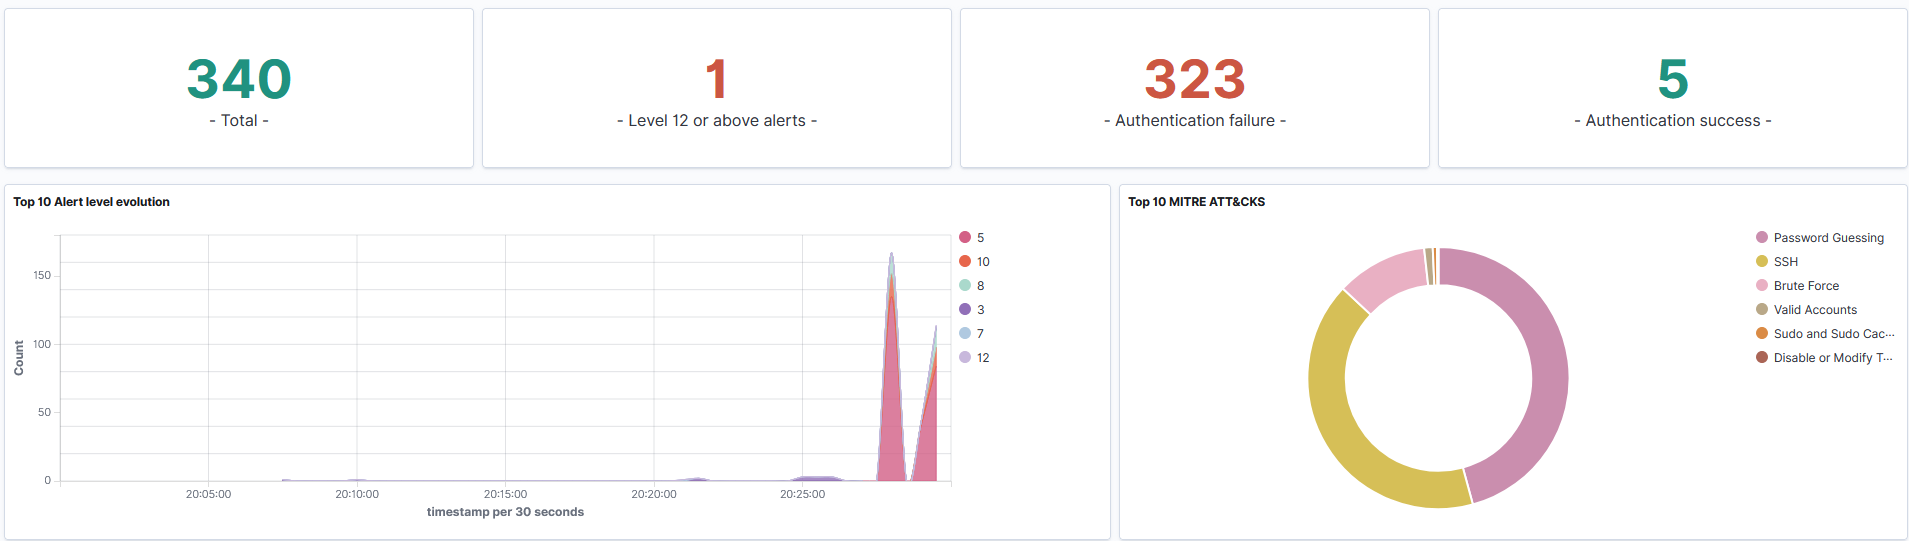 340
- Total -
1
- Level 12 or above alerts -
323
- Authentication failure -
5
- Authentication success -
Top 10 Alert level evolution
150
100
50
0
Count
20:05:00 20:10:00 20:15:00 20:20:00 20:25:00
timestamp per 30 seconds
5
10
8
3
7
12
Top 10 MITRE ATT&CKS
Password Guessing
SSH
Brute Force
Valid Accounts
Sudo and Sudo Cac...
Disable or Modify T...